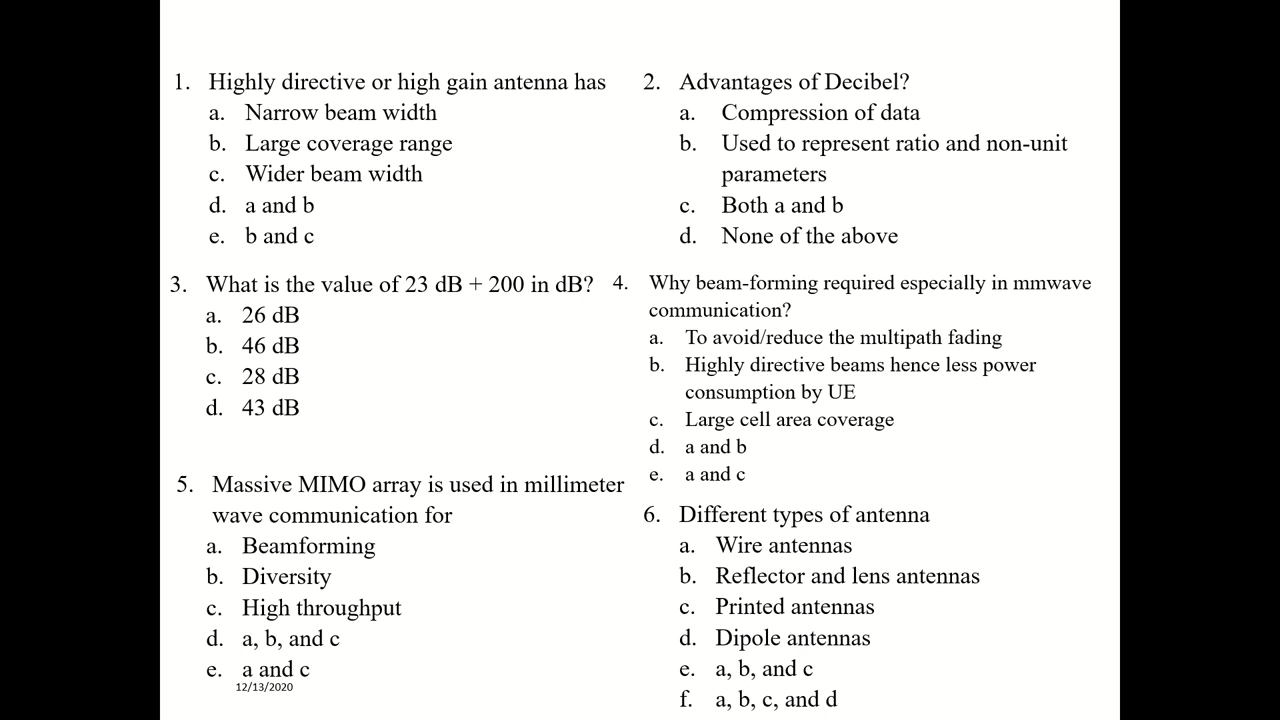 1. Highly directive or high gain antenna has
a. Narrow beam width
b. Large coverage range
c. Wider beam width
d. a and b
e. b and c
2. Advantages of Decibel?
a. Compression of data
b. Used to represent ratio and non-unit
parameters
c. Both a and b
d. None of the above
3. What is the value of 23 dB + 200 in dB?
a. 26 dB
b. 46 dB
c. 28 dB
d. 43 dB
4. Why beam-forming required especially in mmwave
communication?
a. To avoid/reduce the multipath fading
b. Highly directive beams hence less power
consumption by UE
c. Large cell area coverage
d. a and b
e. a and c
5. Massive MIMO array is used in millimeter
wave communication for
a. Beamforming
b. Diversity
c. High throughput
d. a, b, and c
e. a and c
12/13/2020
6. Different types of antenna
a. Wire antennas
b. Reflector and lens antennas
c. Printed antennas
d. Dipole antennas
e. a, b, and c
f. a, b, c, and d